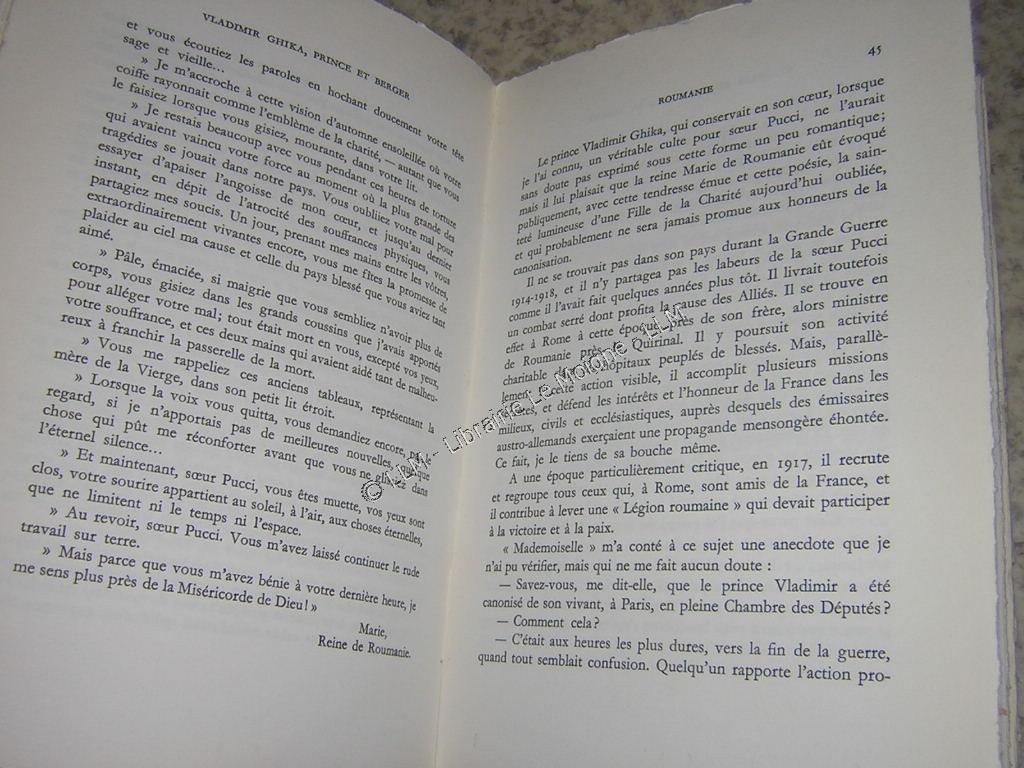 VLADIMIR GHIKA, PRINCE ET BERGER
et vous écoutiez les paroles en hochant doucement votre tête
sage et vieille...
» Je m'accroche à cette vision d'automne ensoleillée où votre
coiffe rayonnait comme l'emblème de la charité, — autant que vous
le faisiez lorsque vous gisiez, mourante, dans votre lit.
» Je restais beaucoup avec vous pendant ces heures de torture
qui avaient vaincu votre force au moment où la plus grande des
tragédies se jouait dans notre pays. Vous oubliiez votre mal pour
essayer d'apaiser l'angoisse de mon cœur, et jusqu'au dernier
instant, en dépit de l'atrocité des souffrances physiques, vous
partagiez mes soucis. Un jour, prenant mes mains entre les vôtres,
extraordinairement vivantes encore, vous me fîtes la promesse de
plaider au ciel ma cause et celle du pays blessé que vous aviez tant
aimé.
» Pâle, émaciée, si maigrie que vous sembliez n'avoir plus de
corps, vous gisiez dans les grands coussins que j'avais apportés
pour alléger votre mal; tout était mort en vous, excepté vos yeux,
votre souffrance, et ces deux mains qui avaient aidé tant de malheu-
reux à franchir la passerelle de la mort.
» Vous me rappeliez ces anciens tableaux, représentant la
mère de la Vierge, dans son petit lit étroit.
» Lorsque la voix vous quitta, vous demandiez encore, du
regard, si je n'apportais pas de meilleures nouvelles, quelque
chose qui pût me réconforter avant que vous ne glissiez dans
l'éternel silence...
» Et maintenant, sœur Pucci, vous êtes muette, vos yeux sont
clos, votre sourire appartient au soleil, à l'air, aux choses éternelles,
que ne limitent ni le temps ni l'espace.
» Au revoir, sœur Pucci. Vous m'avez laissé continuer le rude
travail sur terre.
» Mais parce que vous m'avez bénie à votre dernière heure, je
me sens plus près de la Miséricorde de Dieu! »
Marie,
Reine de Roumanie.
45
ROUMANIE
Le prince Vladimir Ghika, qui conservait en son cœur, lorsque
je l'ai connu, un véritable culte pour sœur Pucci, ne l'aurait
sans doute pas exprimé sous cette forme un peu romantique;
mais il lui plaisait que la reine Marie de Roumanie eût évoqué
publiquement, avec cette tendresse émue et cette poésie, la sain-
teté lumineuse d'une Fille de la Charité aujourd'hui oubliée,
et qui probablement ne sera jamais promue aux honneurs de la
canonisation.
Il ne se trouvait pas dans son pays durant la Grande Guerre
1914-1918, et il n'y partagea pas les labeurs de la sœur Pucci
comme il l'avait fait quelques années plus tôt. Il livrait toutefois
un combat serré dont profita la cause des Alliés. Il se trouve en
effet à Rome à cette époque, près de son frère, alors ministre
de Roumanie près le Quirinal. Il y poursuit son activité
charitable dans les hôpitaux peuplés de blessés. Mais, parallè-
lement à cette action visible, il accomplit plusieurs missions
et défend les intérêts et l'honneur de la France dans les
milieux, civils et ecclésiastiques, auprès desquels des émissaires
austro-allemands exerçaient une propagande mensongère éhontée.
Ce fait, je le tiens de sa bouche même.
A une époque particulièrement critique, en 1917, il recrute
et regroupe tous ceux qui, à Rome, sont amis de la France, et
il contribue à lever une « Légion roumaine » qui devait participer
à la victoire et à la paix.
« Mademoiselle » m'a conté à ce sujet une anecdote que je
n'ai pu vérifier, mais qui ne me fait aucun doute :
— Savez-vous, me dit-elle, que le prince Vladimir a été
canonisé de son vivant, à Paris, en pleine Chambre des Députés?
— Comment cela?
— C'était aux heures les plus dures, vers la fin de la guerre,
quand tout semblait confusion. Quelqu'un rapporte l'action pro-
© LLM - Librairie Le-Moione - LLM